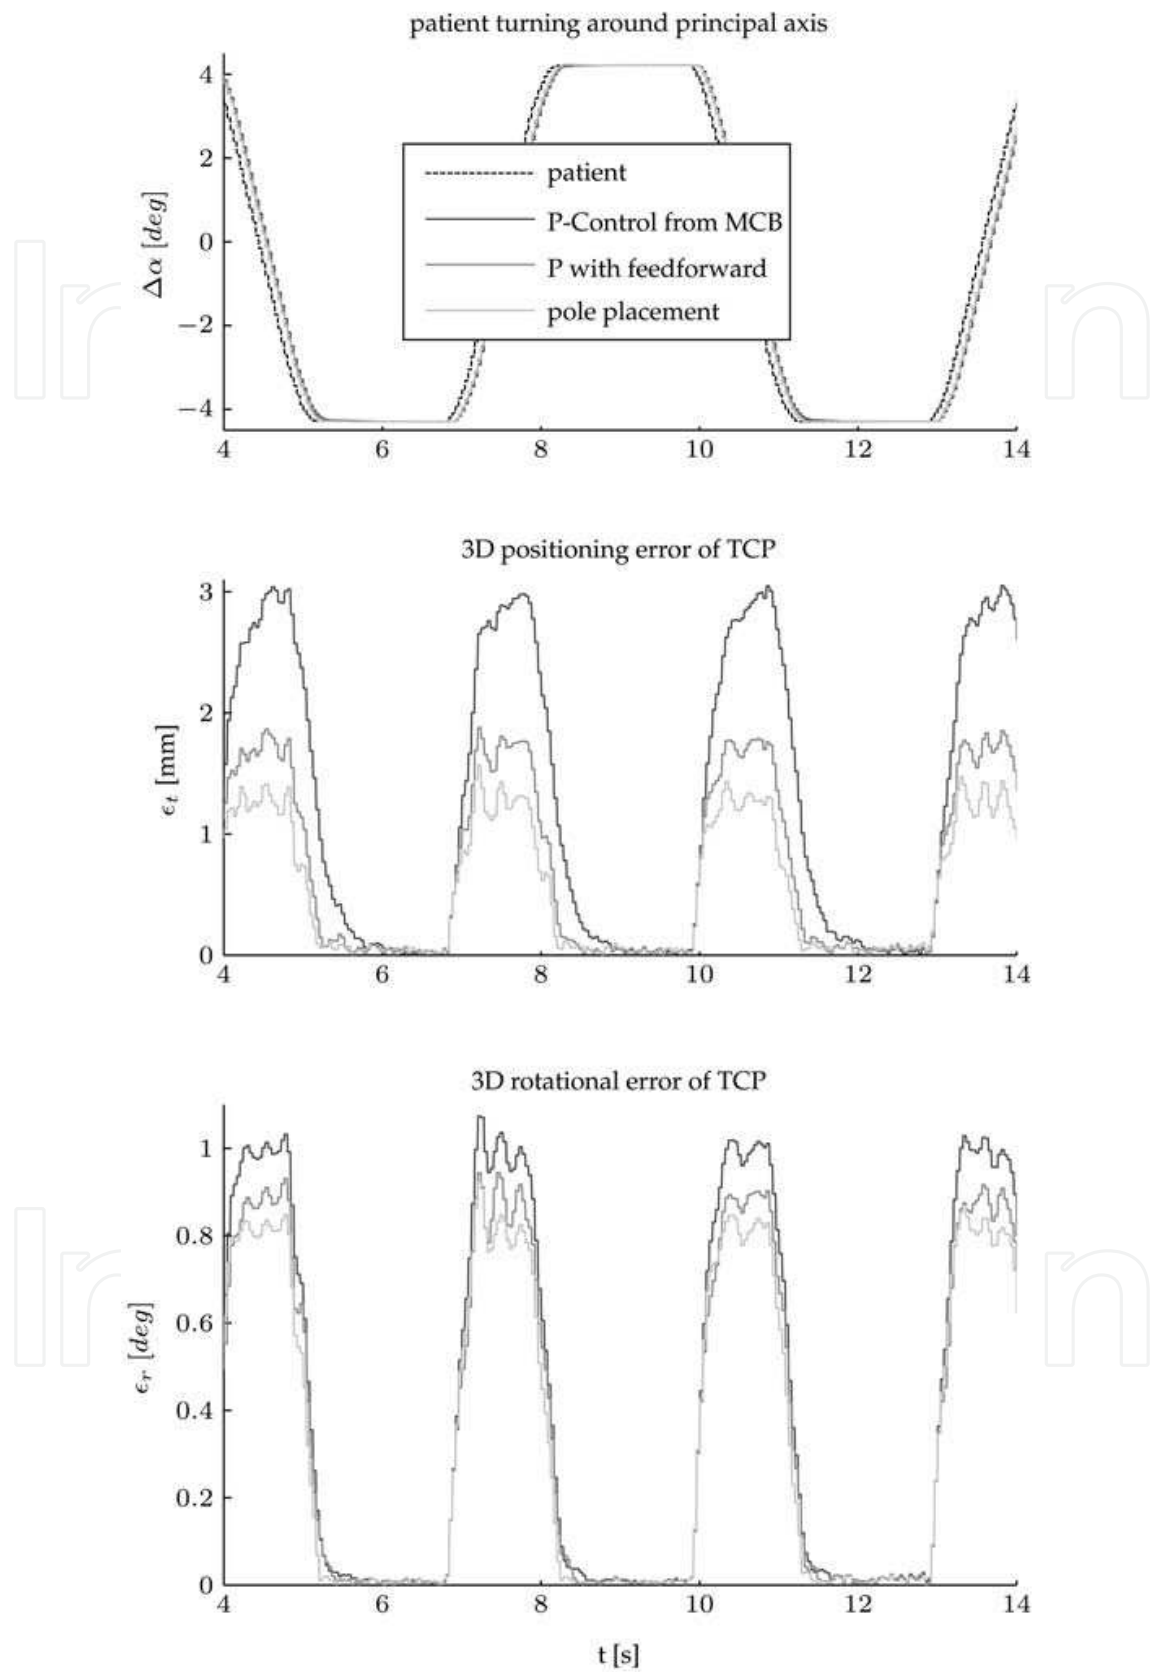 patient turning around principal axis
4
2
0
−2
−4
Δα [deg]
patient
P-Control from MCB
P with feedforward
pole placement
4 6 8 10 12 14
3D positioning error of TCP
3
2
1
0
ϵt [mm]
4 6 8 10 12 14
3D rotational error of TCP
1
0.8
0.6
0.4
0.2
0
ϵr [deg]
4 6 8 10 12 14
t [s]
In
n
In
n